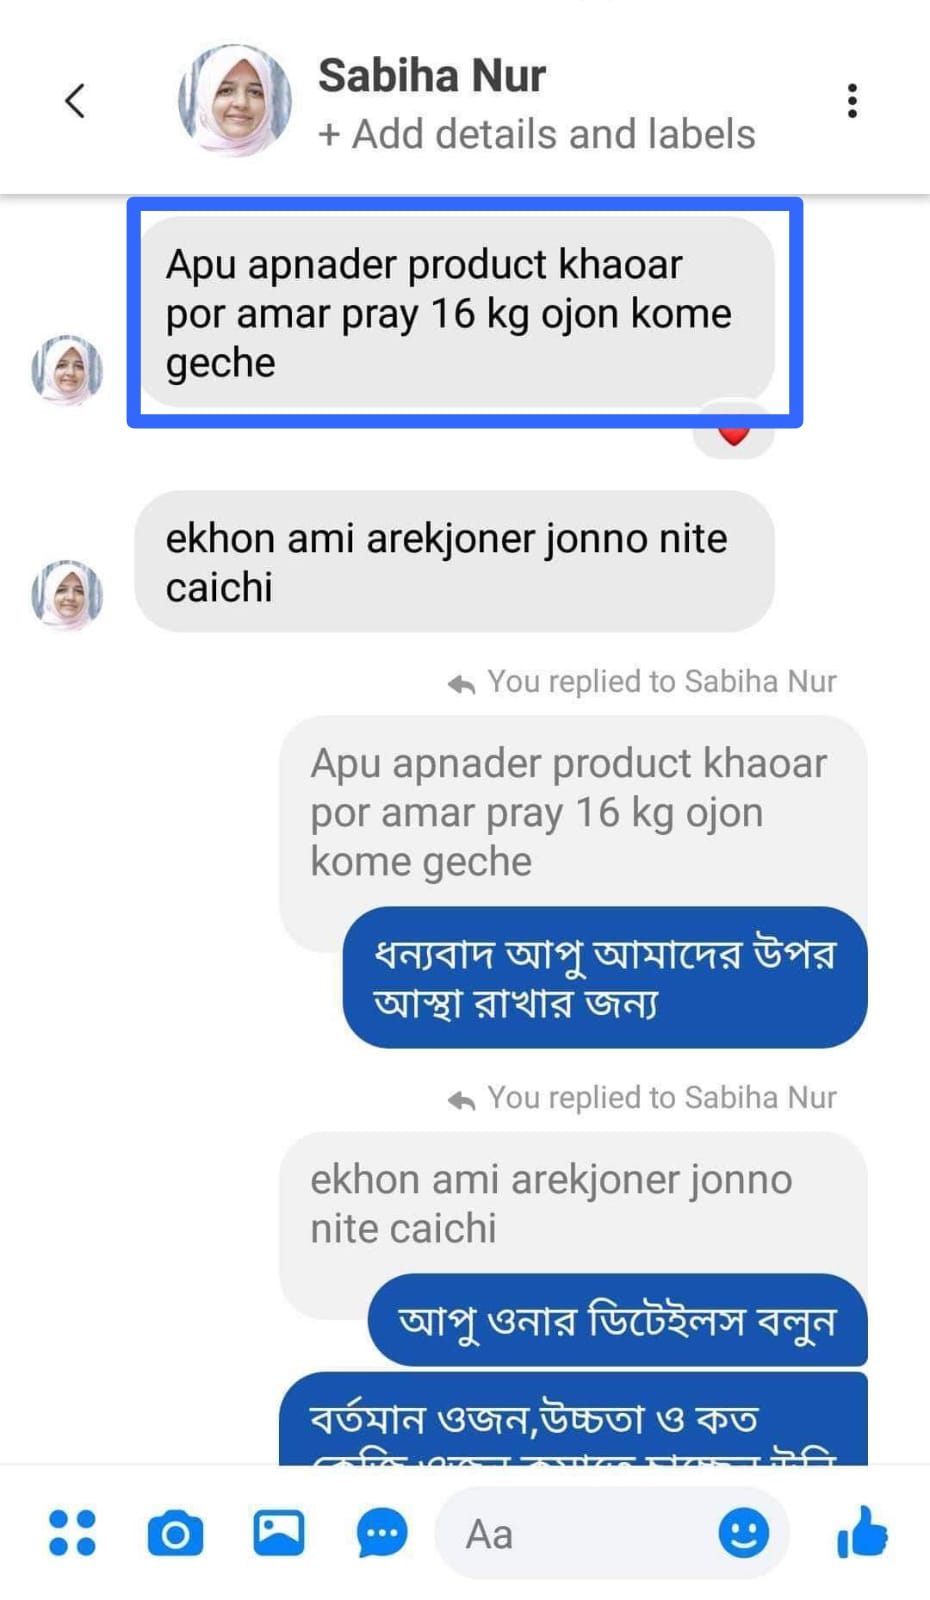 Sabiha Nur
+ Add details and labels
Apu apnader product khaoar
por amar pray 16 kg ojon kome
geche
ekhon ami arekjoner jonno nite
caichi
You replied to Sabiha Nur
Apu apnader product khaoar
por amar pray 16 kg ojon
kome geche
ধন্যবাদ আপু আমাদের উপর
আস্থা রাখার জন্য
You replied to Sabiha Nur
ekhon ami arekjoner jonno
nite caichi
আপু ওনার ডিটেইলস বলুন
বর্তমান ওজন,উচ্চতা ও কত
কেজি ওজন কমাতে চাচ্ছেন উনি
Aa